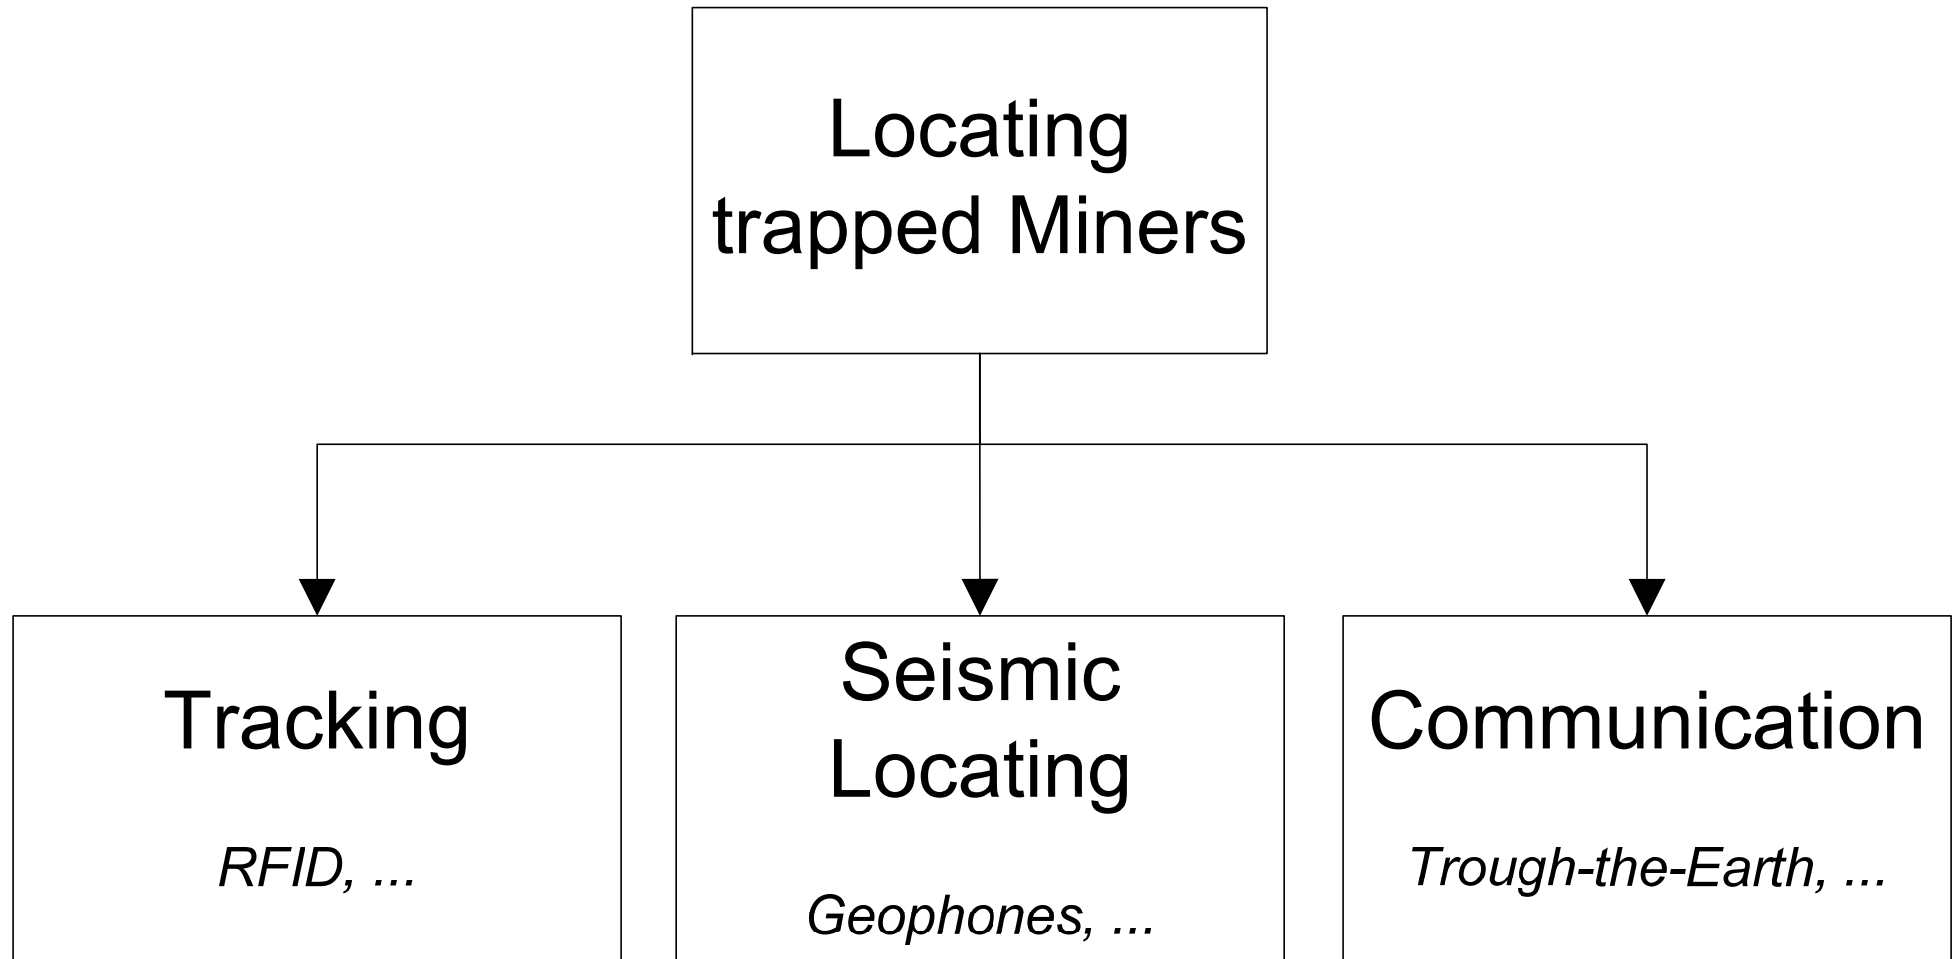 Locating
trapped Miners
Tracking
RFID, ...
Seismic
Locating
Geophones, ...
Communication
Trough-the-Earth, ...